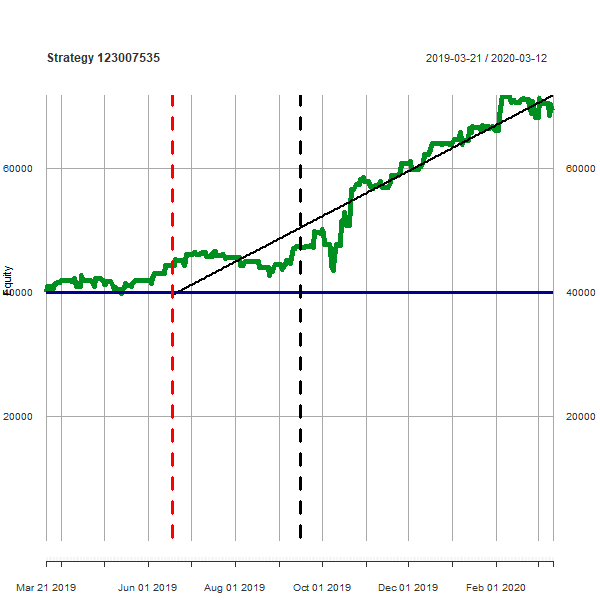 Strategy 123007535
2019-03-21 / 2020-03-12
60000
60000
Equity
40000
40000
20000
20000
Mar 21 2019
Jun 01 2019
Aug 01 2019
Oct 01 2019
Dec 01 2019
Feb 01 2020